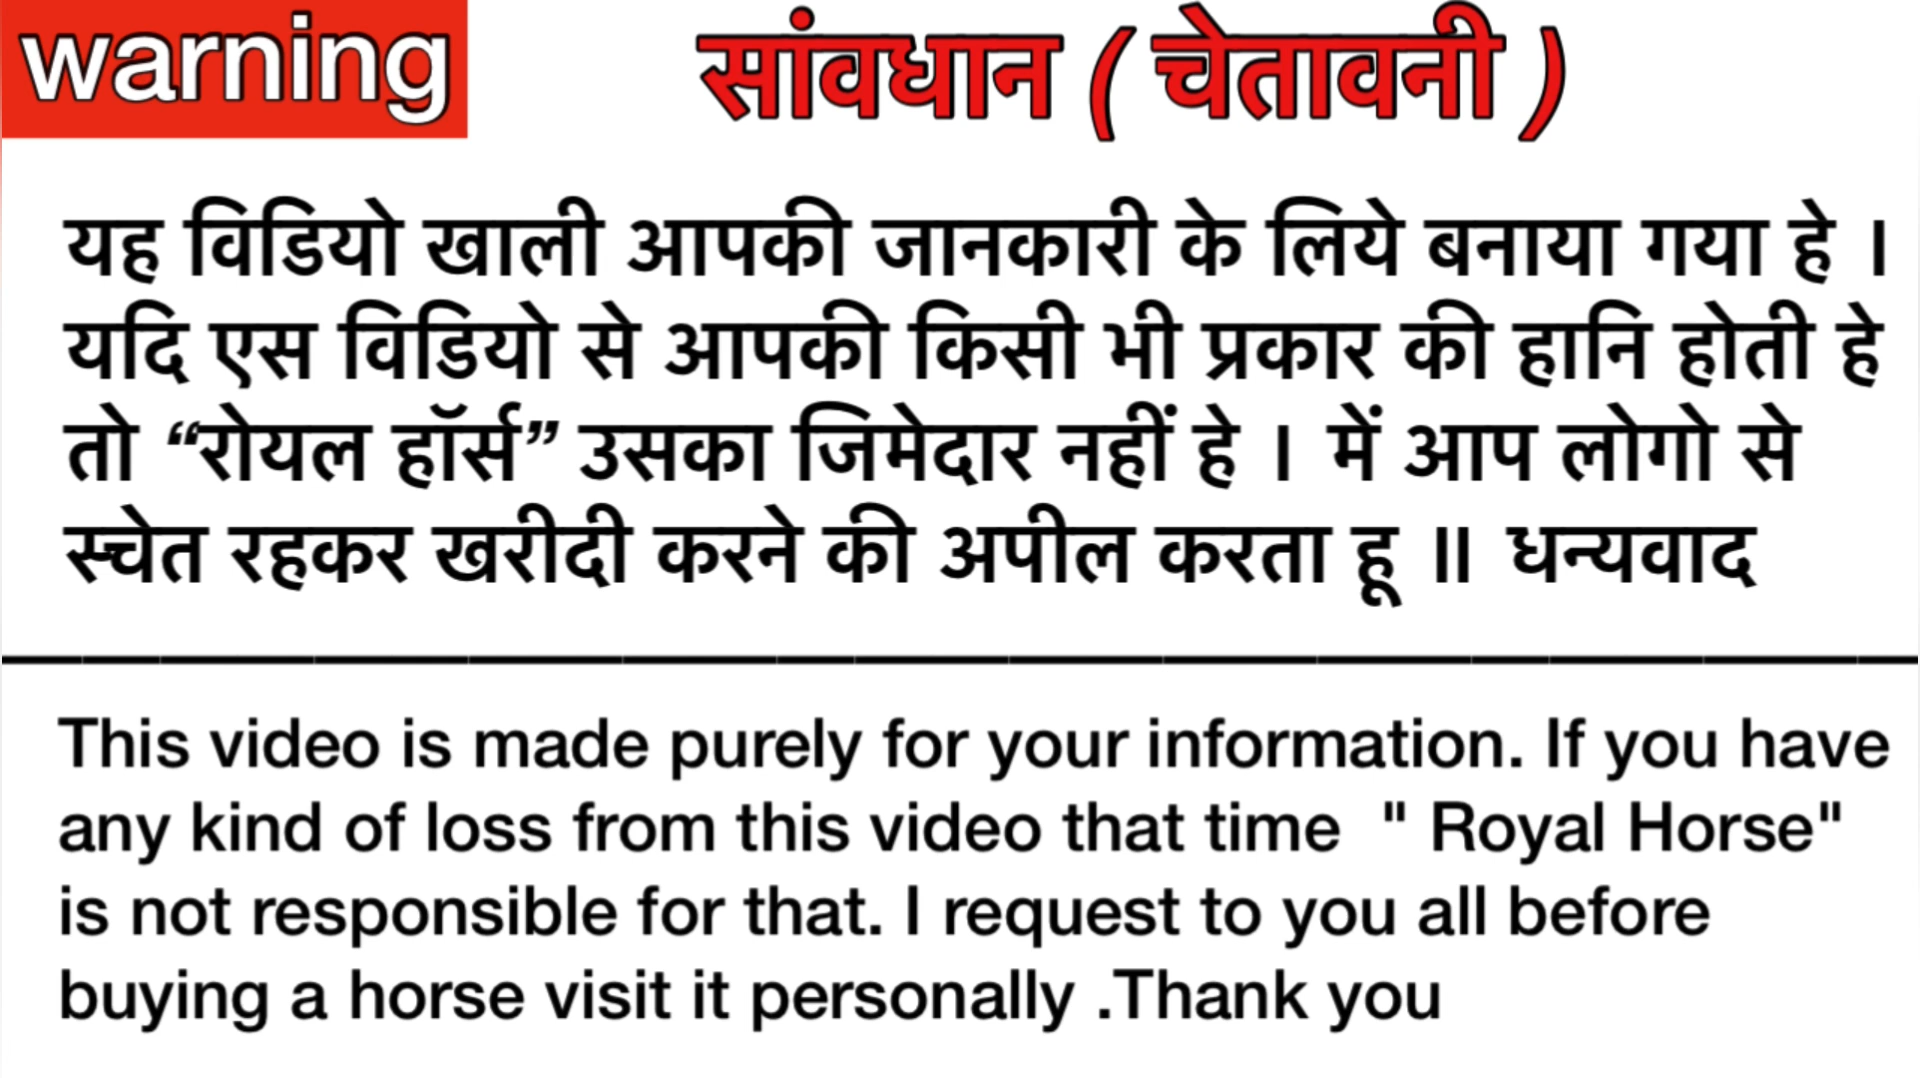 warning
सांवधान ( चेतावनी )
यह विडियो खाली आपकी जानकारी के लिये बनाया गया हे ।
यदि एस विडियो से आपकी किसी भी प्रकार की हानि होती हे
तो “रोयल हॉर्स” उसका जिमेदार नहीं हे । में आप लोगो से
स्चेत रहकर खरीदी करने की अपील करता हू ॥ धन्यवाद
This video is made purely for your information. If you have
any kind of loss from this video that time " Royal Horse"
is not responsible for that. I request to you all before
buying a horse visit it personally .Thank you